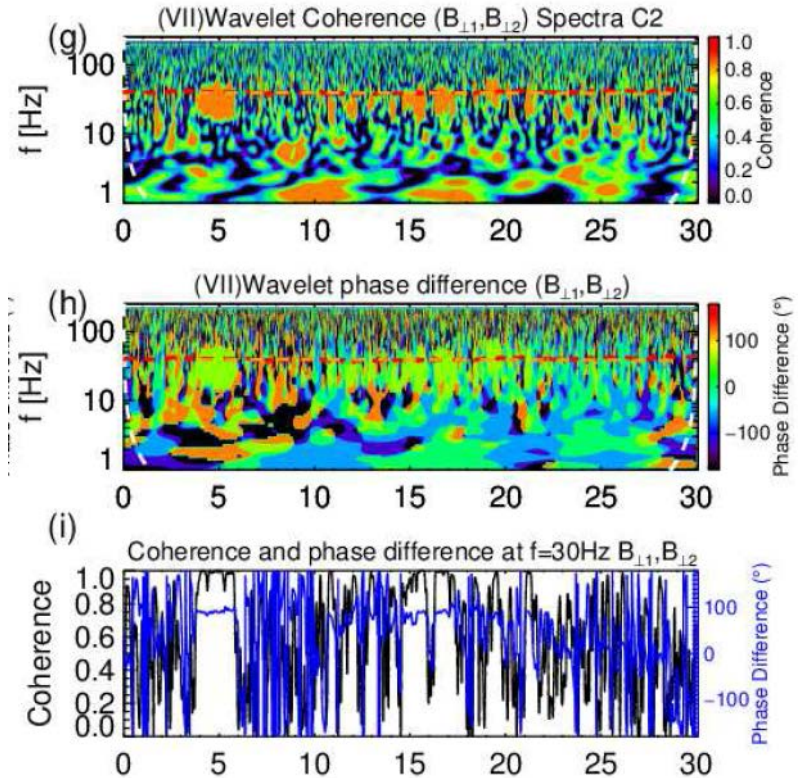 (g)
(VII)Wavelet Coherence (B⊥1,B⊥2) Spectra C2
f [Hz]
100
10
1
0 5 10 15 20 25 30
1.0
0.8
0.6
0.4
0.2
0.0
Coherence
(h)
(VII)Wavelet phase difference (B⊥1,B⊥2)
f [Hz]
100
10
1
0 5 10 15 20 25 30
100
0
−100
Phase Difference (°)
(i)
Coherence and phase difference at f=30Hz B⊥1,B⊥2
Coherence
1.0
0.8
0.6
0.4
0.2
0.0
0 5 10 15 20 25 30
100
0
−100
Phase Difference (°)